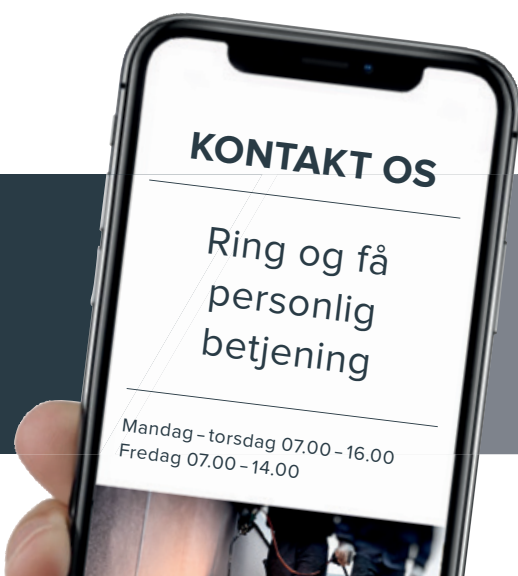 KONTAKT OS
Ring og få
personlig
betjening
Mandag – torsdag 07.00 – 16.00
Fredag 07.00 – 14.00